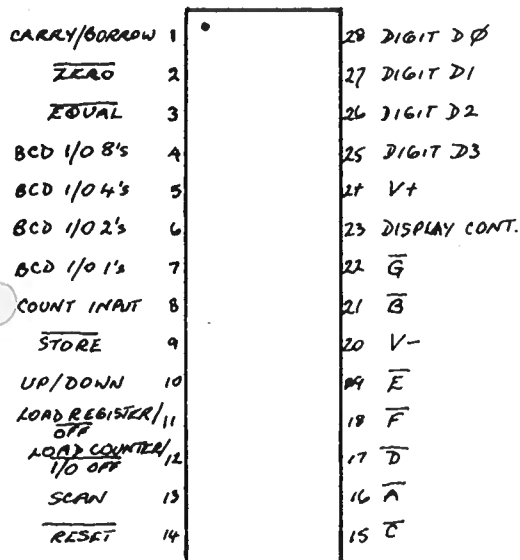 CARRY/BORROW 1
ZERO 2
EQUAL 3
BCD I/O 8's 4
BCD I/O 4's 5
BCD I/O 2's 6
BCD I/O 1's 7
COUNT INPUT 8
STORE 9
UP/DOWN 10
LOAD REGISTER/ 11
OFF
LOAD COUNTER/ 12
I/O OFF
SCAN 13
RESET 14
28 DIGIT DØ
27 DIGIT D1
26 DIGIT D2
25 DIGIT D3
24 V+
23 DISPLAY CONT.
22 G
21 B
20 V-
19 E
18 F
17 D
16 A
15 C